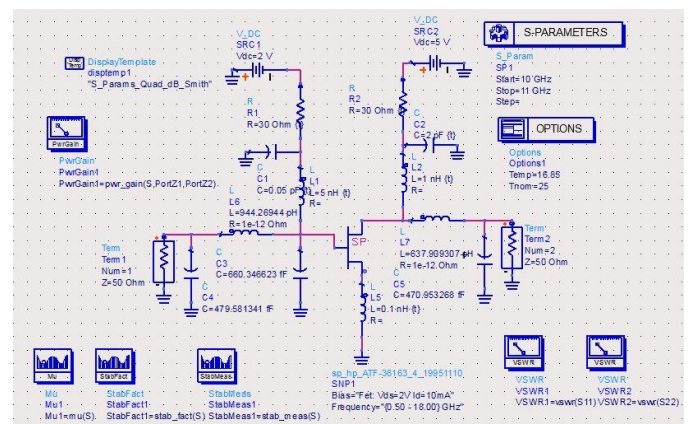 V_DC
SRC1
Vdc=2 V
V_DC
SRC2
Vdc=5 V
S-PARAMETERS
S_Param
SP1
Start=10 GHz
Stop=11 GHz
Step=
DisplayTemplate
disptemp1
"S_Params_Quad_dB_Smith"
R
R1
R=30 Ohm {t}
R
R2
R=30 Ohm {t}
PwrGain
PwrGain
PwrGain1
PwrGain1=pwr_gain(S,PortZ1,PortZ2)
C
C1
C=0.05 pF {t}
L
L1
L=5 nH {t}
R=
C
C2
C=2 pF {t}
L
L2
L=1 nH {t}
R=
OPTIONS
Options
Options1
Temp=16.85
Tnom=25
L
L6
L=944.26944 pH
R=1e-12 Ohm
Term
Term1
Num=1
Z=50 Ohm
C
C3
C=660.346623 fF
C
C4
C=479.581341 fF
SP
L
L7
L=637.909307 pH
R=1e-12 Ohm
C
C5
C=470.953268 fF
Term
Term2
Num=2
Z=50 Ohm
L
L5
L=0.1 nH {t}
R=
Mu
Mu
Mu1
Mu1=mu(S)
StabFact
StabFact
StabFact1
StabFact1=stab_fact(S)
StabMeas
StabMeas
StabMeas1
StabMeas1=stab_meas(S)
sp_hp_ATF-36163_4_19951110
SNP1
Bias="Fet: Vds=2V Id=10mA"
Frequency="{0.50 - 18.00} GHz"
VSWR
VSWR
VSWR1
VSWR1=vswr(S11)
VSWR
VSWR
VSWR2
VSWR2=vswr(S22)